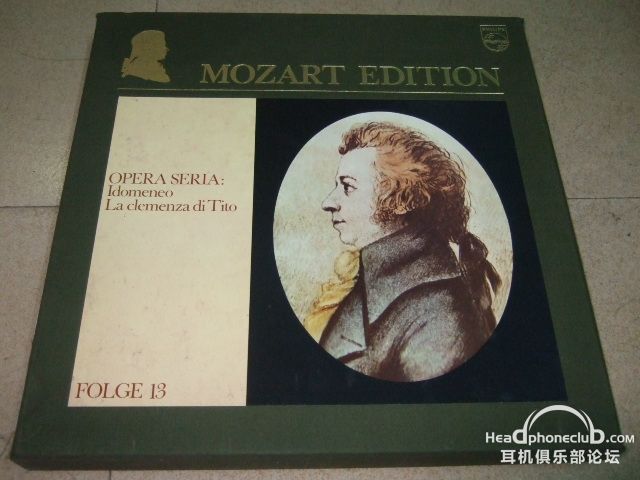 PHILIPS
MOZART EDITION
OPERA SERIA:
Idomeneo
La clemenza di Tito
FOLGE 13
Headphoneclub.com
耳机俱乐部论坛